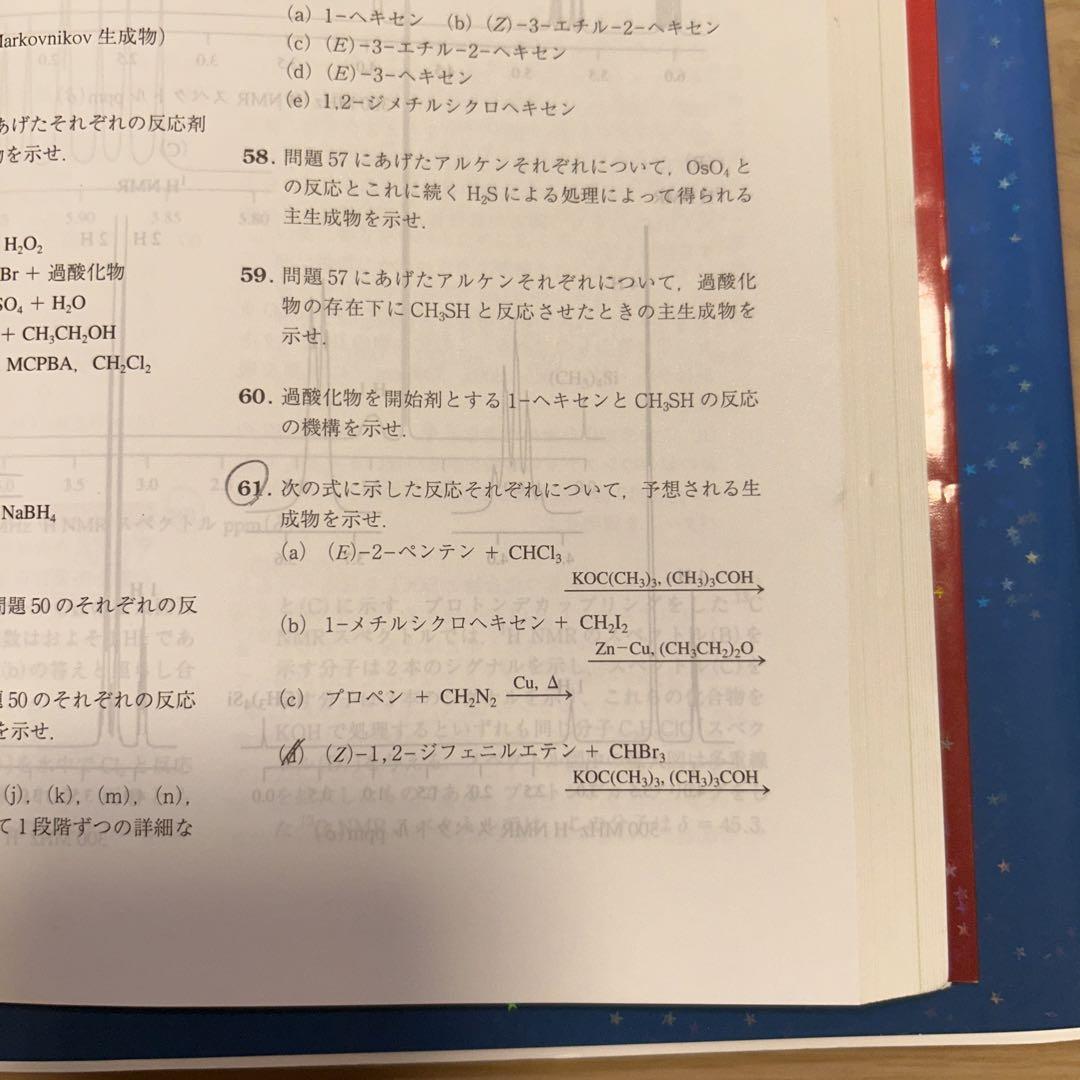 Markovnikov 生成物)
あげたそれぞれの反応剤
を示せ.
H₂O₂
Br + 過酸化物
SO₄ + H₂O
+ CH₃CH₂OH
MCPBA, CH₂Cl₂
NaBH₄
問題 50 のそれぞれの反
題 50 のそれぞれの反応
を示せ.
(j), (k), (m), (n),
て 1 段階ずつの詳細な
(a) 1-ヘキセン (b) (Z)-3-エチル-2-ヘキセン
(c) (E)-3-エチル-2-ヘキセン
(d) (E)-3-ヘキセン
(e) 1,2-ジメチルシクロヘキセン
58. 問題 57 にあげたアルケンそれぞれについて, OsO₄ と
の反応とこれに続く H₂S による処理によって得られる
主生成物を示せ.
59. 問題 57 にあげたアルケンそれぞれについて, 過酸化
物の存在下に CH₃SH と反応させたときの主生成物を
示せ.
60. 過酸化物を開始剤とする 1-ヘキセンと CH₃SH の反応
の機構を示せ.
61. 次の式に示した反応それぞれについて, 予想される生
成物を示せ.
(a) (E)-2-ペンテン + CHCl₃
KOC(CH₃)₃, (CH₃)₃COH
(b) 1-メチルシクロヘキセン + CH₂I₂
Zn-Cu, (CH₃CH₂)₂O
(c) プロペン + CH₂N₂ Cu, Δ
(d) (Z)-1,2-ジフェニルエテン + CHBr₃
KOC(CH₃)₃, (CH₃)₃COH